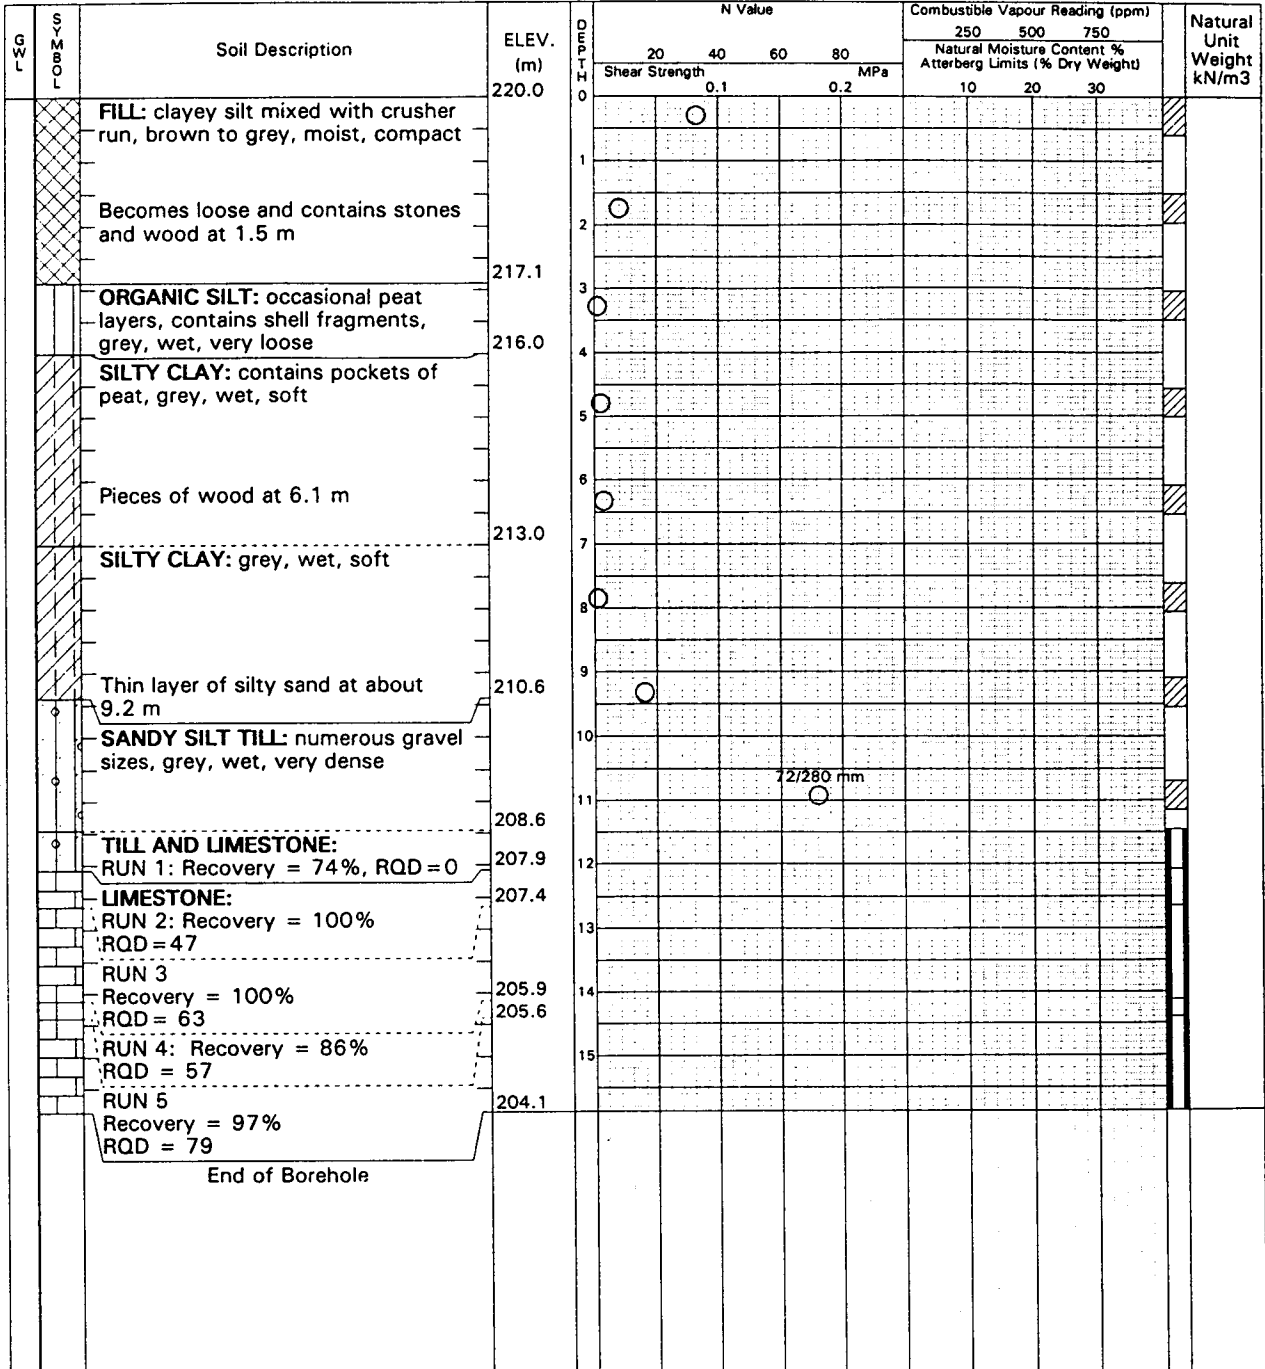 GWL
SYMBOL
Soil Description
ELEV.
(m)
220.0
DEPTH
N Value
20 40 60 80
Shear Strength MPa
0.1 0.2
Combustible Vapour Reading (ppm)
250 500 750
Natural Moisture Content %
Atterberg Limits (% Dry Weight)
10 20 30
Natural
Unit
Weight
kN/m3
0
FILL: clayey silt mixed with crusher
run, brown to grey, moist, compact
1
Becomes loose and contains stones
and wood at 1.5 m
2
217.1
3
ORGANIC SILT: occasional peat
layers, contains shell fragments,
grey, wet, very loose
216.0
4
SILTY CLAY: contains pockets of
peat, grey, wet, soft
5
6
Pieces of wood at 6.1 m
213.0
7
SILTY CLAY: grey, wet, soft
8
9
Thin layer of silty sand at about
9.2 m
210.6
10
SANDY SILT TILL: numerous gravel
sizes, grey, wet, very dense
72/280 mm
11
208.6
TILL AND LIMESTONE:
RUN 1: Recovery = 74%, RQD=0
207.9
12
LIMESTONE:
207.4
RUN 2: Recovery = 100%
RQD=47
13
RUN 3
Recovery = 100%
RQD= 63
205.9
14
205.6
RUN 4: Recovery = 86%
RQD = 57
15
RUN 5
Recovery = 97%
RQD = 79
204.1
End of Borehole